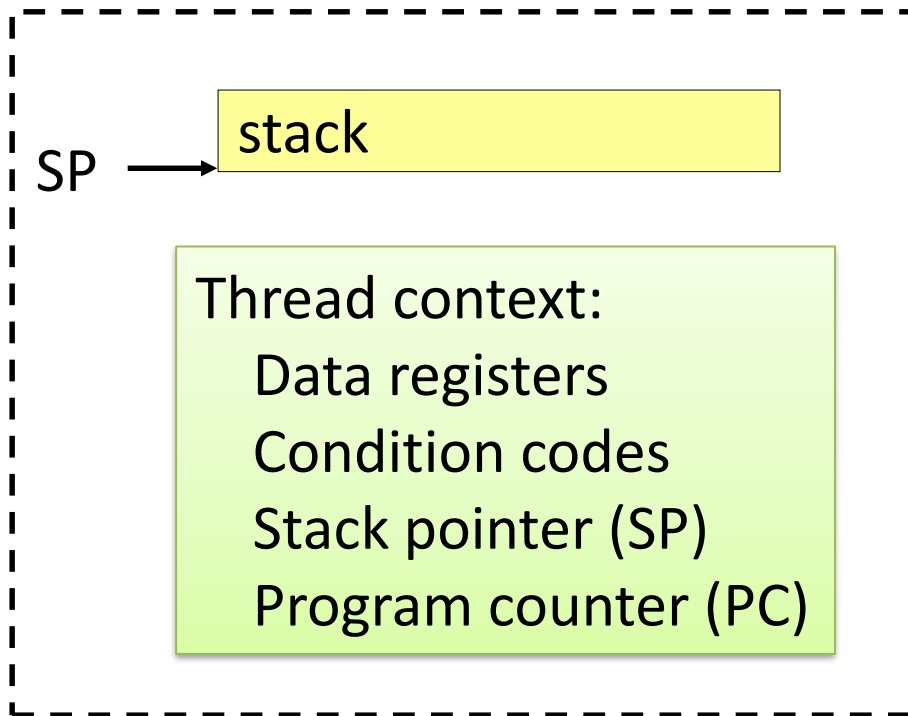 stack
SP
Thread context:
Data registers
Condition codes
Stack pointer (SP)
Program counter (PC)